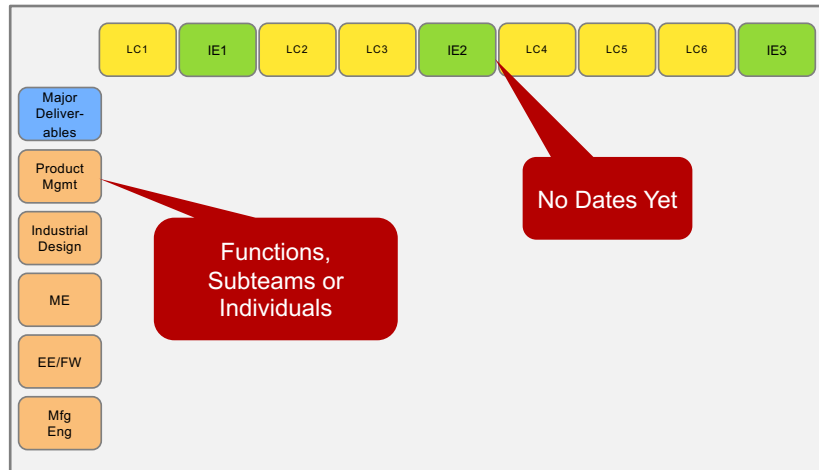 LC1
IE1
LC2
LC3
IE2
LC4
LC5
LC6
IE3
Major
Deliver-
ables
Product
Mgmt
No Dates Yet
Industrial
Design
Functions,
Subteams or
Individuals
ME
EE/FW
Mfg
Eng